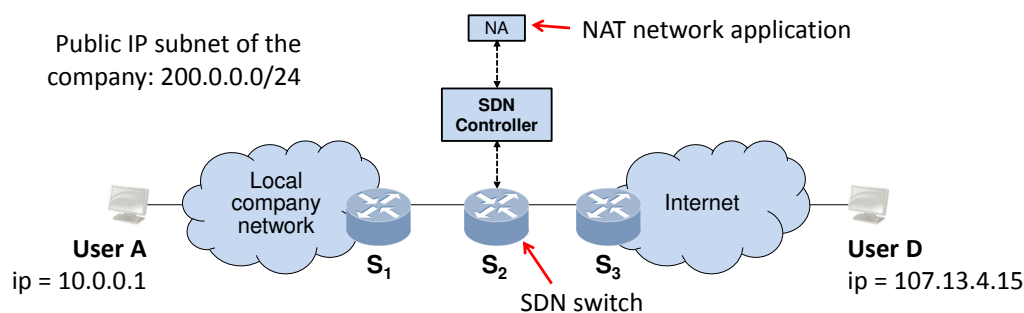 NA
NAT network application
Public IP subnet of the
company: 200.0.0.0/24
SDN
Controller
Local
company
network
Internet
User A
ip = 10.0.0.1
S1
S2
S3
User D
ip = 107.13.4.15
SDN switch